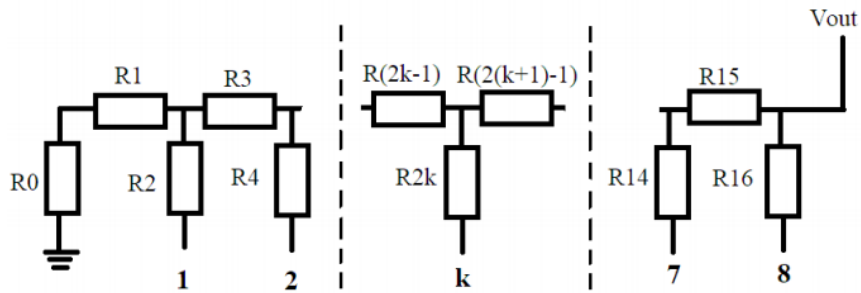 Vout
R1
R3
R(2k-1)
R(2(k+1)-1)
R15
R0
R2
R4
R2k
R14
R16
1
2
k
7
8